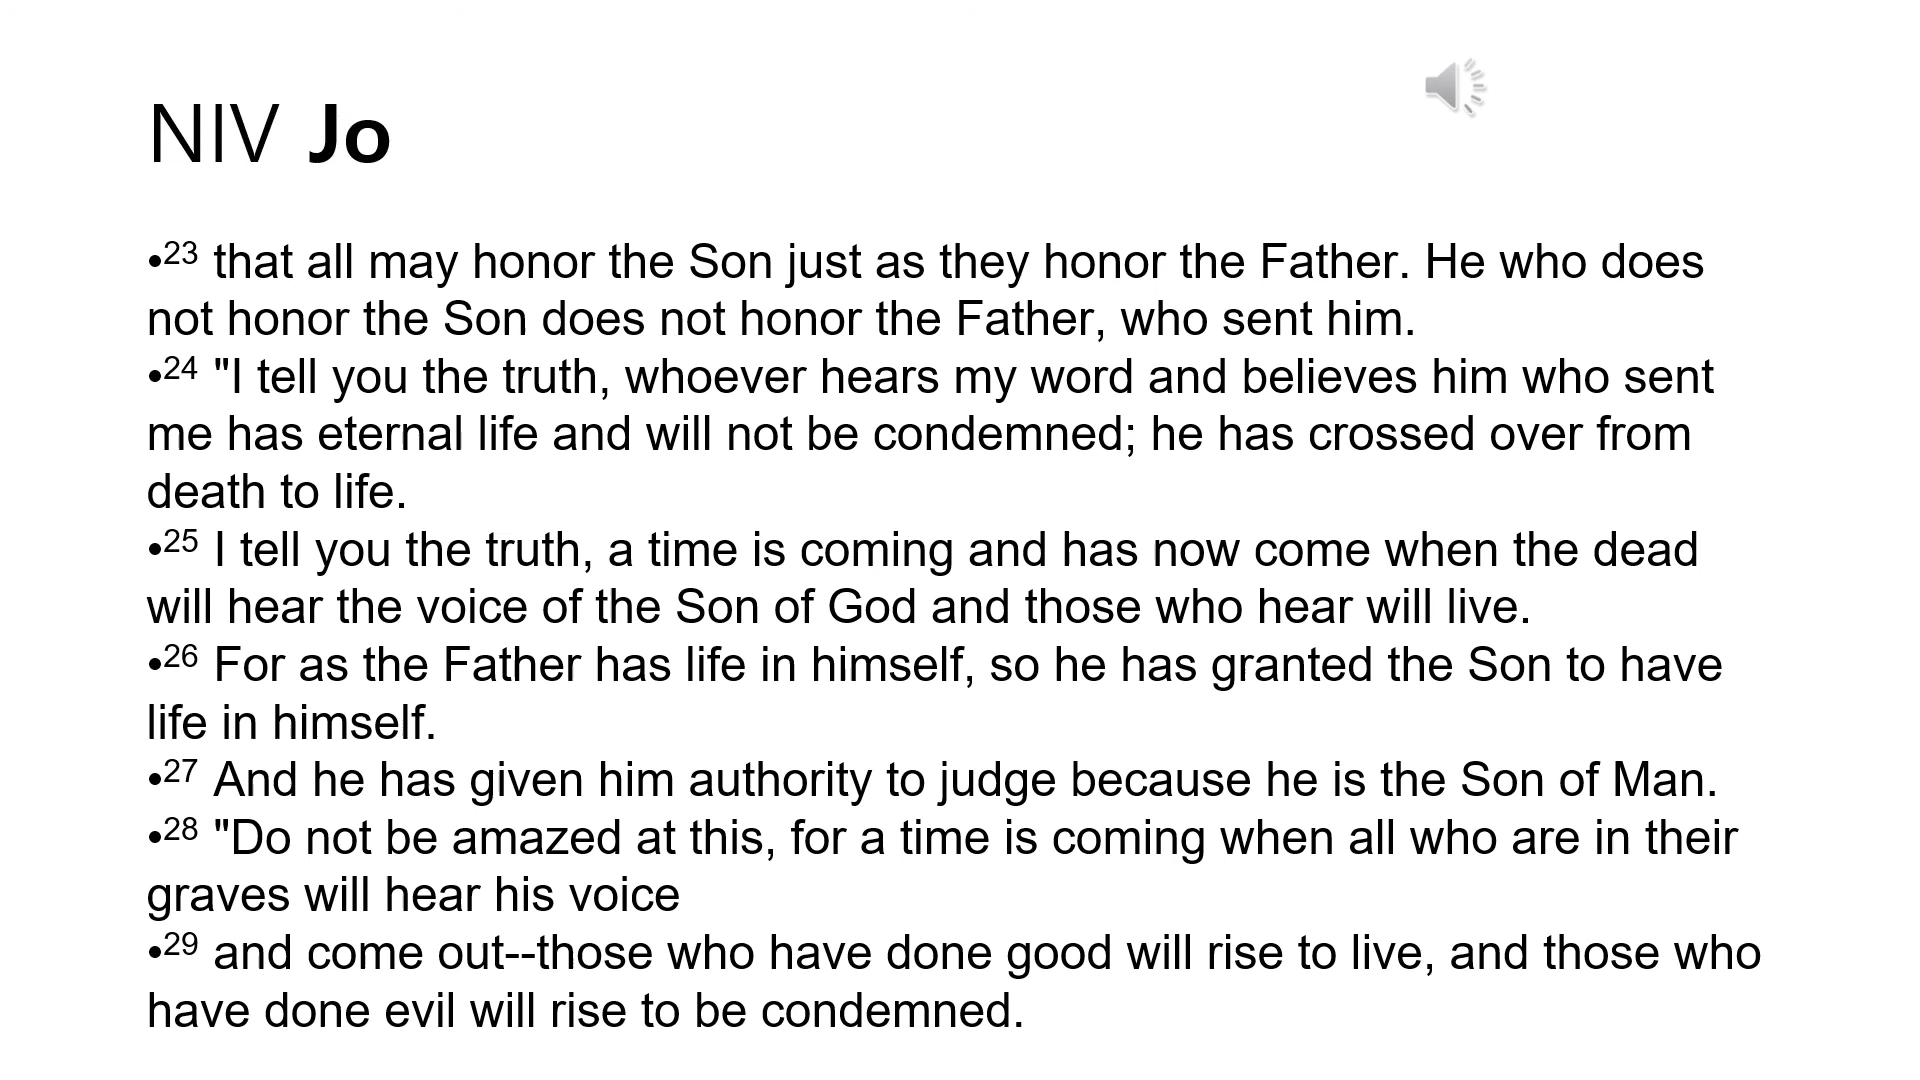 NIV Jo
•23 that all may honor the Son just as they honor the Father. He who does
not honor the Son does not honor the Father, who sent him.
•24 "I tell you the truth, whoever hears my word and believes him who sent
me has eternal life and will not be condemned; he has crossed over from
death to life.
•25 I tell you the truth, a time is coming and has now come when the dead
will hear the voice of the Son of God and those who hear will live.
•26 For as the Father has life in himself, so he has granted the Son to have
life in himself.
•27 And he has given him authority to judge because he is the Son of Man.
•28 "Do not be amazed at this, for a time is coming when all who are in their
graves will hear his voice
•29 and come out--those who have done good will rise to live, and those who
have done evil will rise to be condemned.